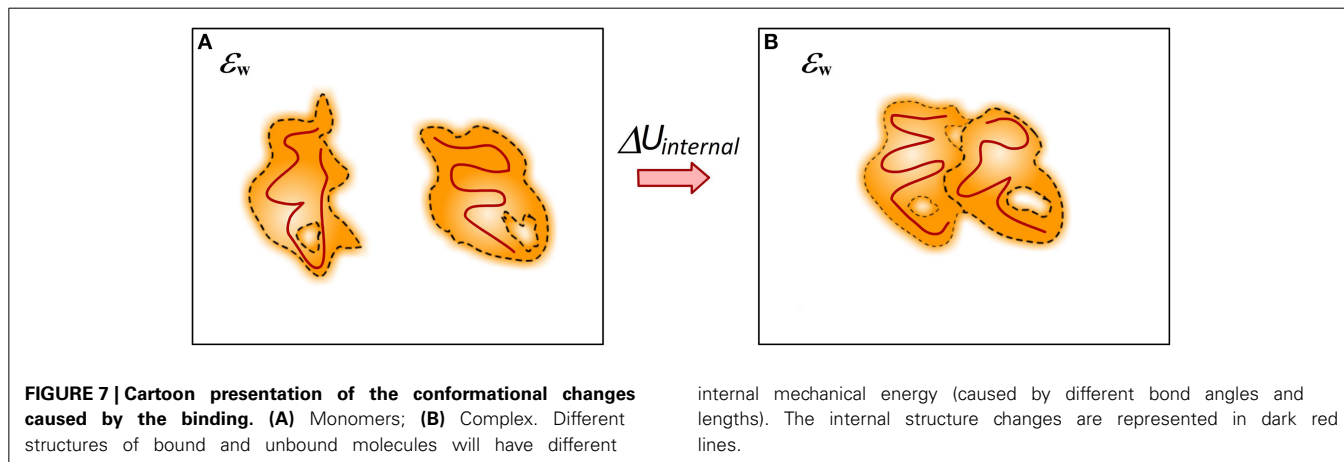 A
ℰw
ΔUinternal
B
ℰw
FIGURE 7 | Cartoon presentation of the conformational changes
caused by the binding. (A) Monomers; (B) Complex. Different
structures of bound and unbound molecules will have different
internal mechanical energy (caused by different bond angles and
lengths). The internal structure changes are represented in dark red
lines.